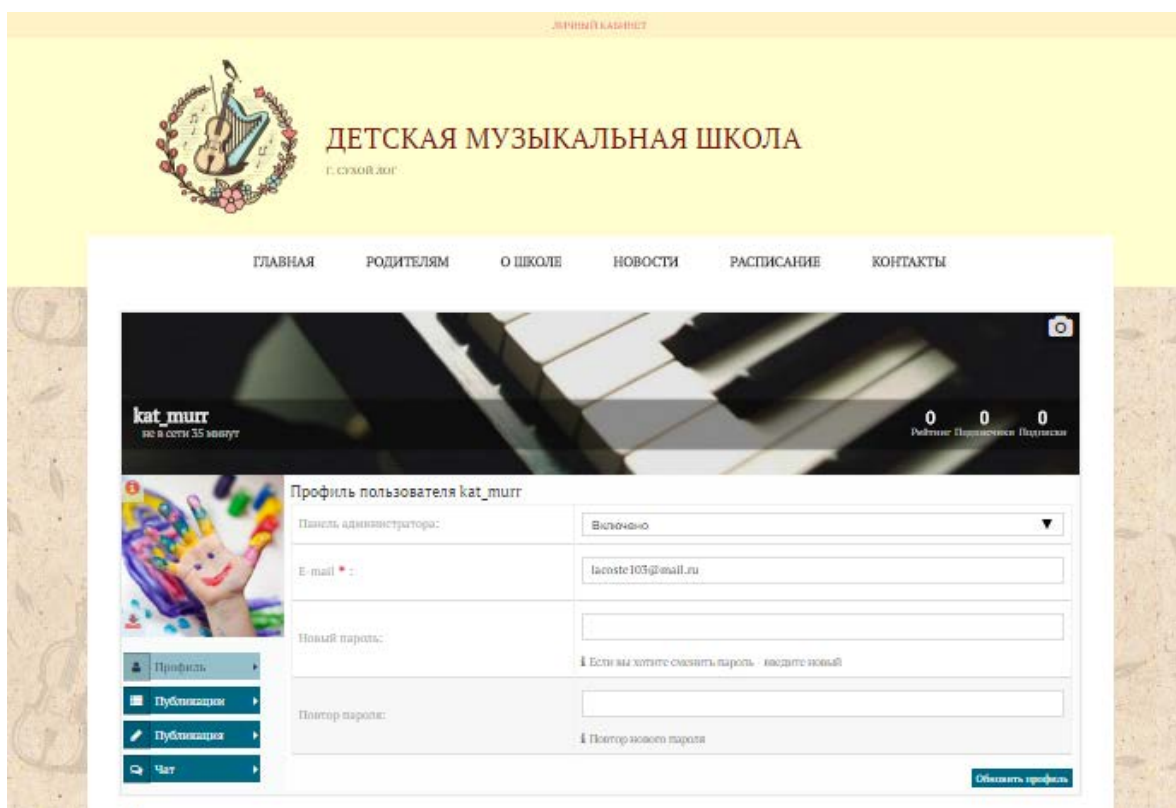 ЛИЧНЫЙ КАБИНЕТ
ДЕТСКАЯ МУЗЫКАЛЬНАЯ ШКОЛА
Г. СУХОЙ ЛОГ
ГЛАВНАЯ РОДИТЕЛЯМ О ШКОЛЕ НОВОСТИ РАСПИСАНИЕ КОНТАКТЫ
kat_murr
не в сети 35 минут
0 0 0
Рейтинг Подписчики Подписки
Профиль пользователя kat_murr
Панель администратора: Включено
E-mail * : lacoste103@mail.ru
Новый пароль:
Если вы хотите сменить пароль - введите новый
Повтор пароля:
Повтор нового пароля
Профиль
Публикации
Публикация
Чат
Обновить профиль